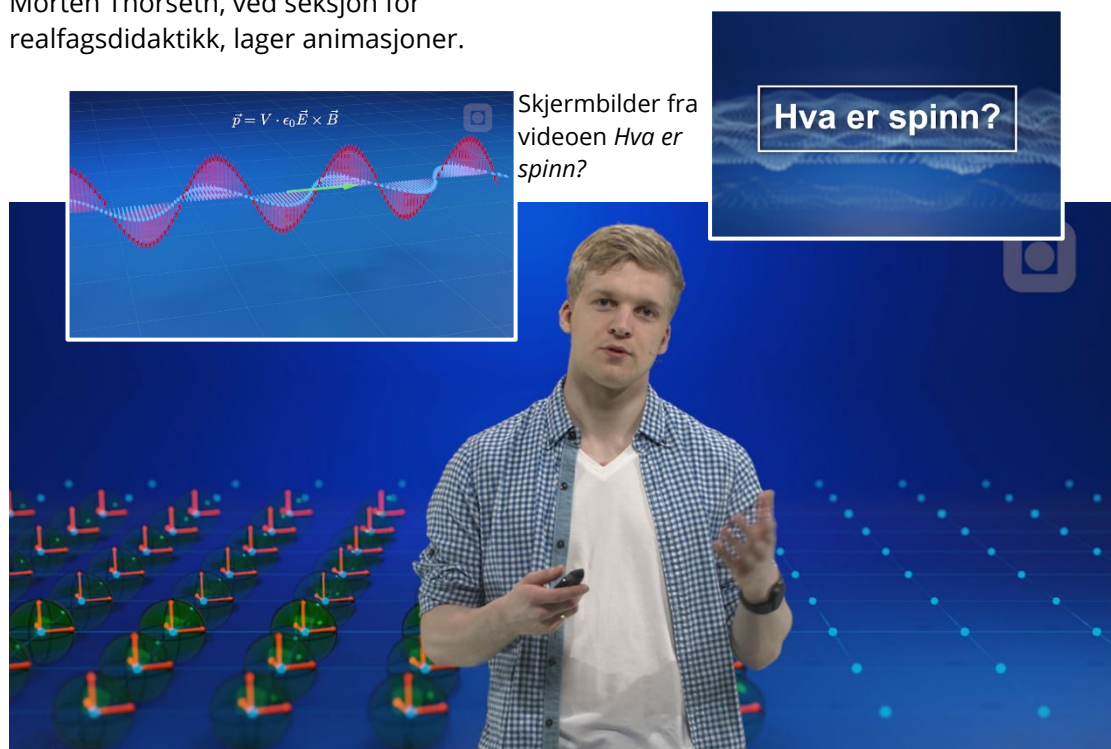 Morten Thorseth, ved seksjon for
realfagsdidaktikk, lager animasjoner.
Skjermbilder fra
videoen Hva er
spinn?
Hva er spinn?
p⃗ = V · ϵ₀E⃗ × B⃗